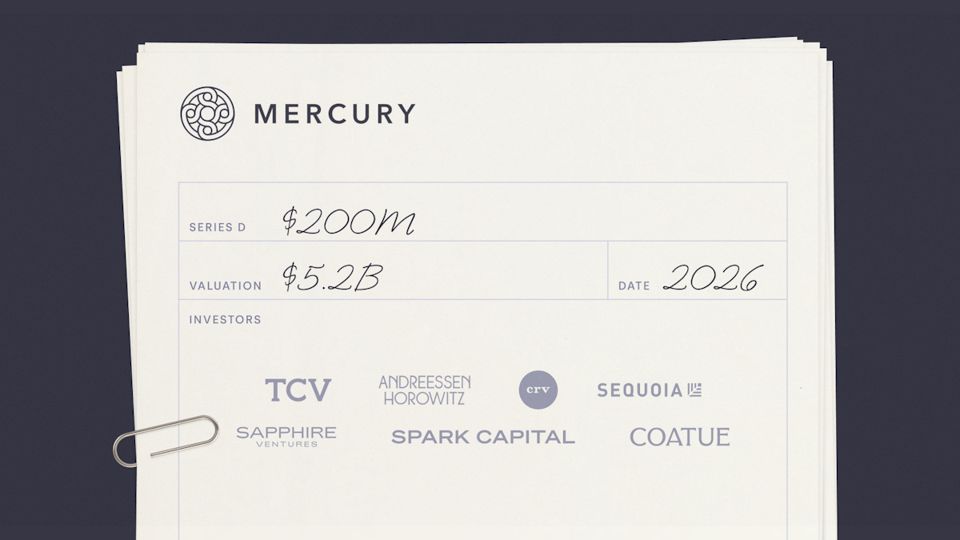 MERCURY
SERIES D $200M
VALUATION $5.2B DATE 2026
INVESTORS
TCV ANDREESSEN HOROWITZ crv SEQUOIA
SAPPHIRE VENTURES SPARK CAPITAL COATUE